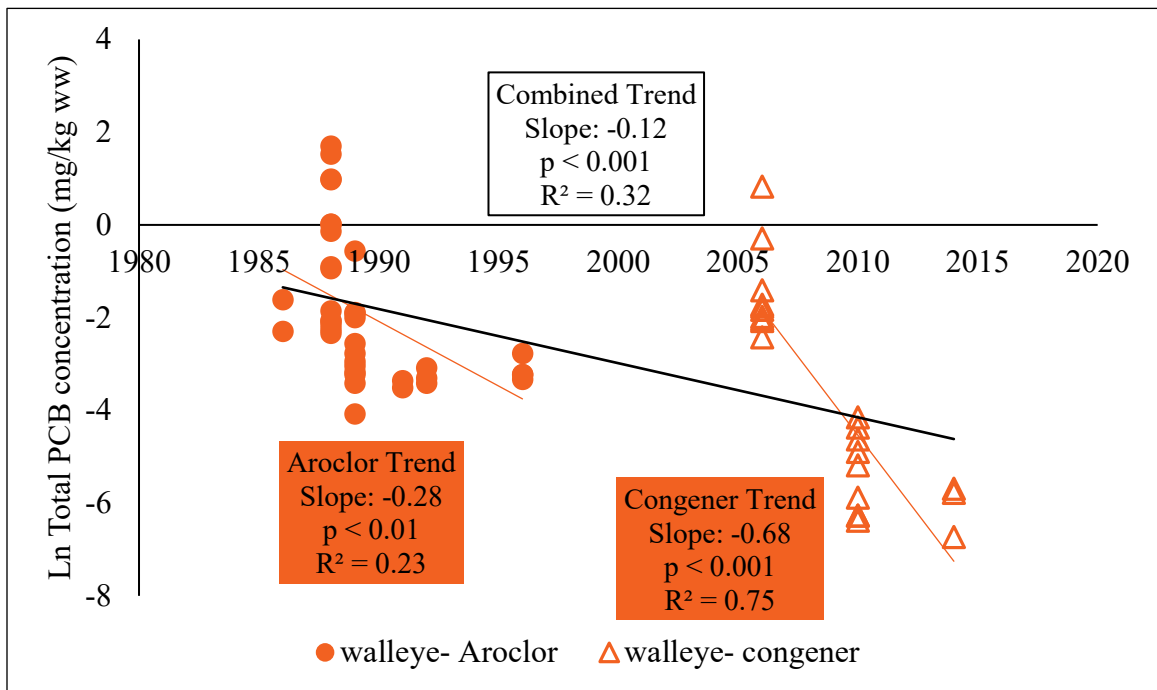 Ln Total PCB concentration (mg/kg ww)
4
2
0
-2
-4
-6
-8
1980 1985 1990 1995 2000 2005 2010 2015 2020
Combined Trend
Slope: -0.12
p < 0.001
R² = 0.32
Aroclor Trend
Slope: -0.28
p < 0.01
R² = 0.23
Congener Trend
Slope: -0.68
p < 0.001
R² = 0.75
walleye- Aroclor walleye- congener